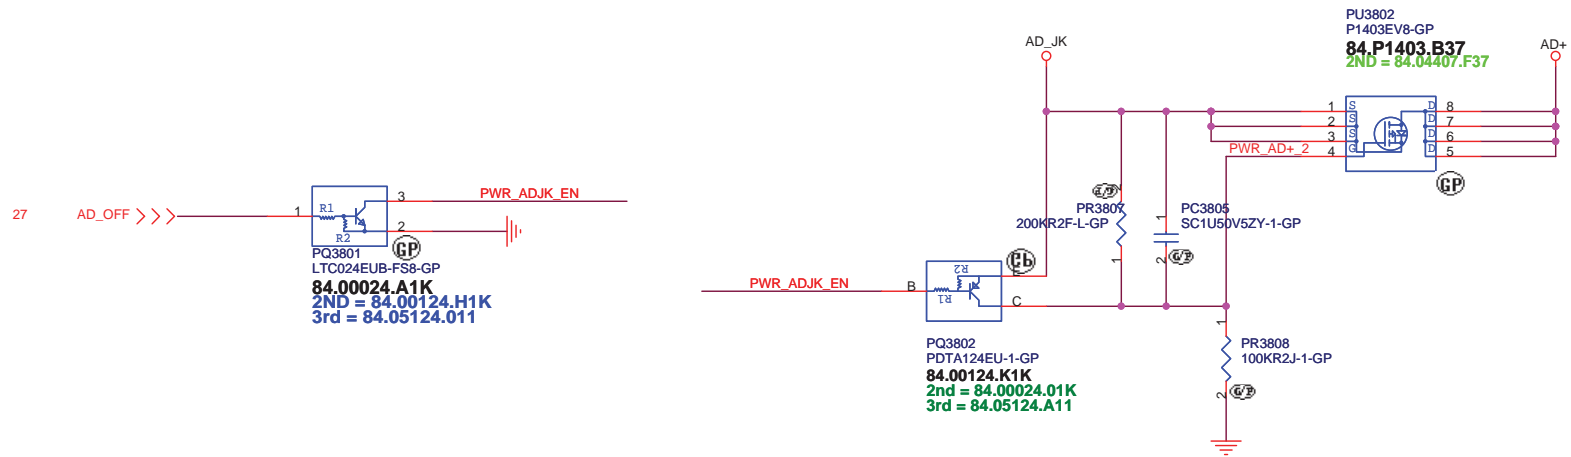 27
AD_OFF
1
R1
R2
3
2
PWR_ADJK_EN
GP
PQ3801
LTC024EUB-FS8-GP
84.00024.A1K
2ND = 84.00124.H1K
3rd = 84.05124.011
PWR_ADJK_EN
B
R2
R1
E
C
PQ3802
PDTA124EU-1-GP
84.00124.K1K
2nd = 84.00024.01K
3rd = 84.05124.A11
AD_JK
2
PR3807
200KR2F-L-GP
1
1
PC3805
SC1U50V5ZY-1-GP
2
G/P
PU3802
P1403EV8-GP
84.P1403.B37
2ND = 84.04407.F37
1
2
3
4
S
S
S
G
D
D
D
D
8
7
6
5
PWR_AD+_2
GP
AD+
1
PR3808
100KR2J-1-GP
2
G/P